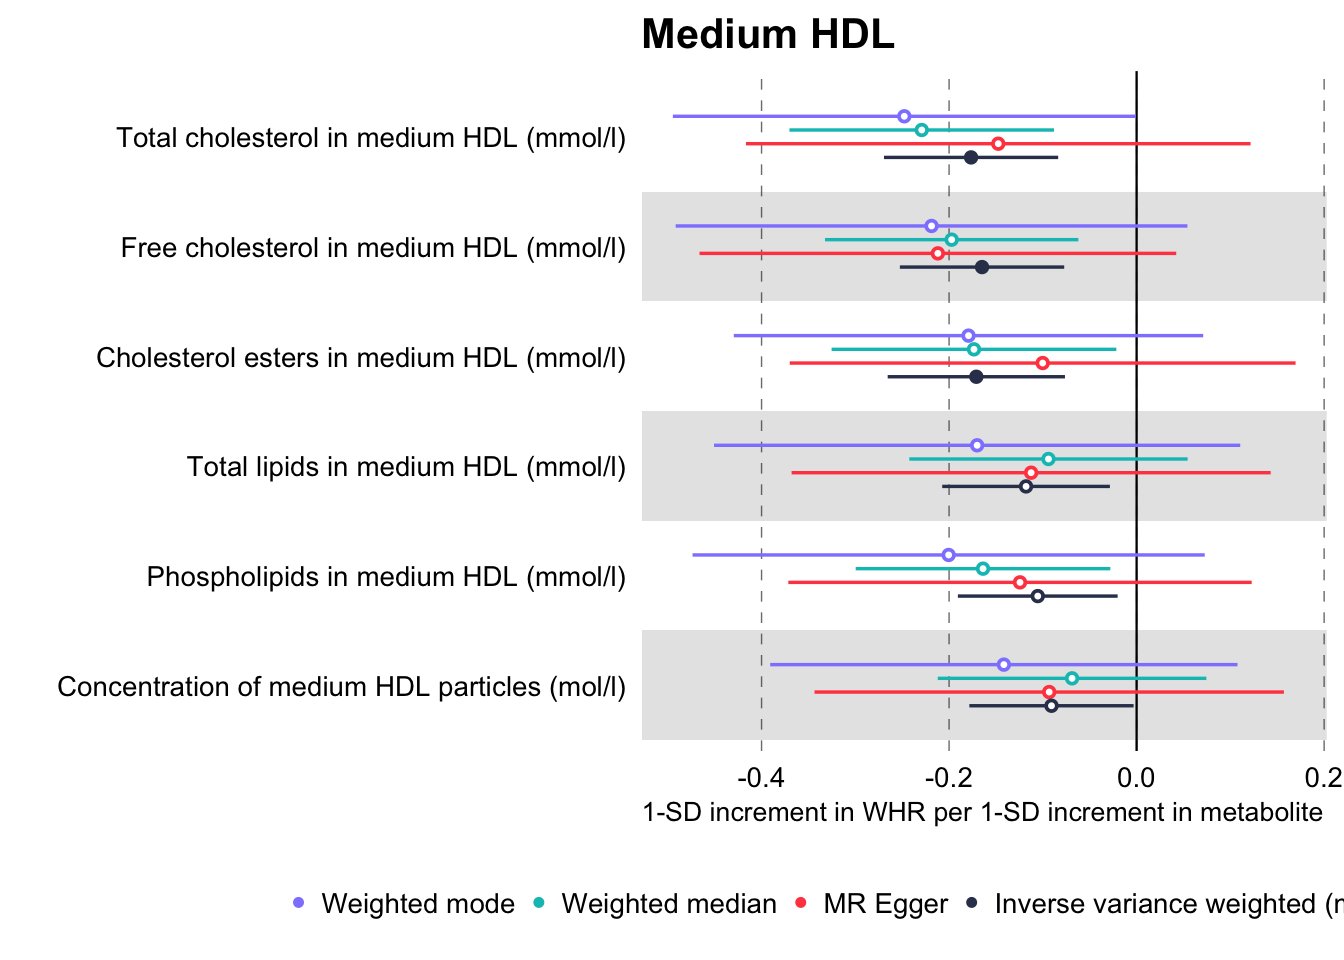 Medium HDL
Total cholesterol in medium HDL (mmol/l)
Free cholesterol in medium HDL (mmol/l)
Cholesterol esters in medium HDL (mmol/l)
Total lipids in medium HDL (mmol/l)
Phospholipids in medium HDL (mmol/l)
Concentration of medium HDL particles (mol/l)
-0.4 -0.2 0.0 0.2
1-SD increment in WHR per 1-SD increment in metabolite
Weighted mode Weighted median MR Egger Inverse variance weighted (